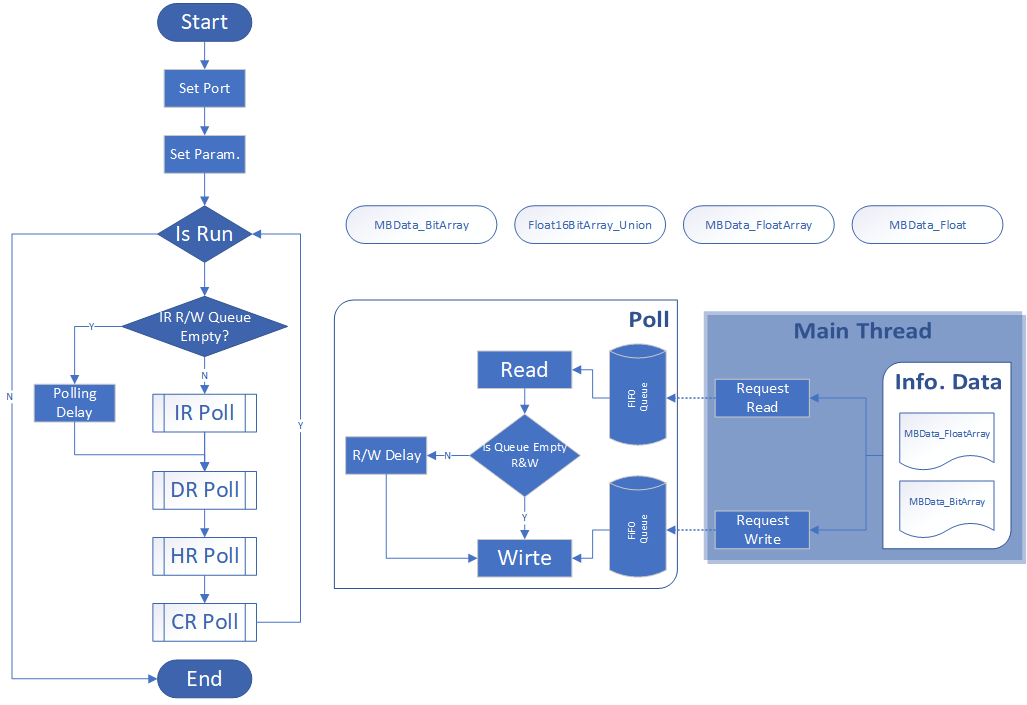 Start
Set Port
Set Param.
Is Run
IR R/W Queue
Empty?
Y
N
Polling
Delay
N
IR Poll
Y
DR Poll
HR Poll
CR Poll
End
MBData_BitArray
Float16BitArray_Union
MBData_FloatArray
MBData_Float
Poll
Read
FIFO
Queue
Is Queue Empty
R&W
N
R/W Delay
Y
FIFO
Queue
Wirte
Main Thread
Request
Read
Request
Write
Info. Data
MBData_FloatArray
MBData_BitArray